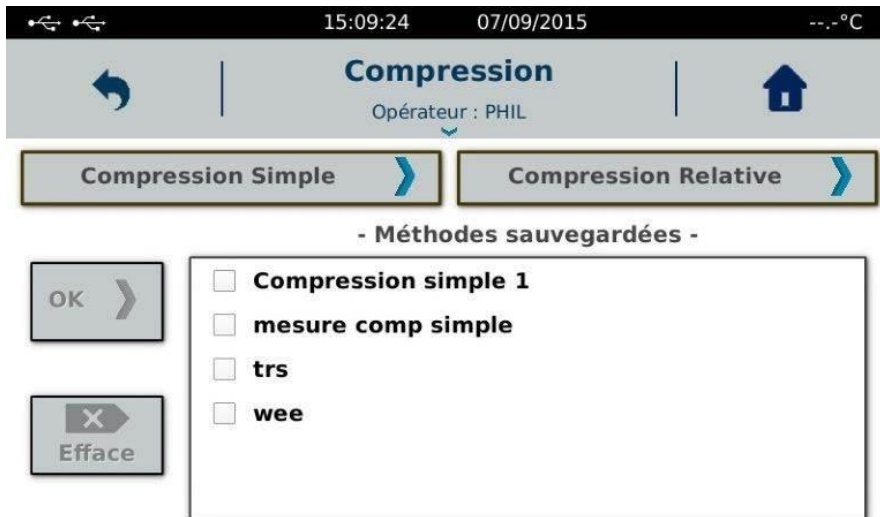 15:09:24 07/09/2015 --.-°C
Compression
Opérateur : PHIL
Compression Simple
Compression Relative
- Méthodes sauvegardées -
OK
Compression simple 1
mesure comp simple
trs
wee
Efface